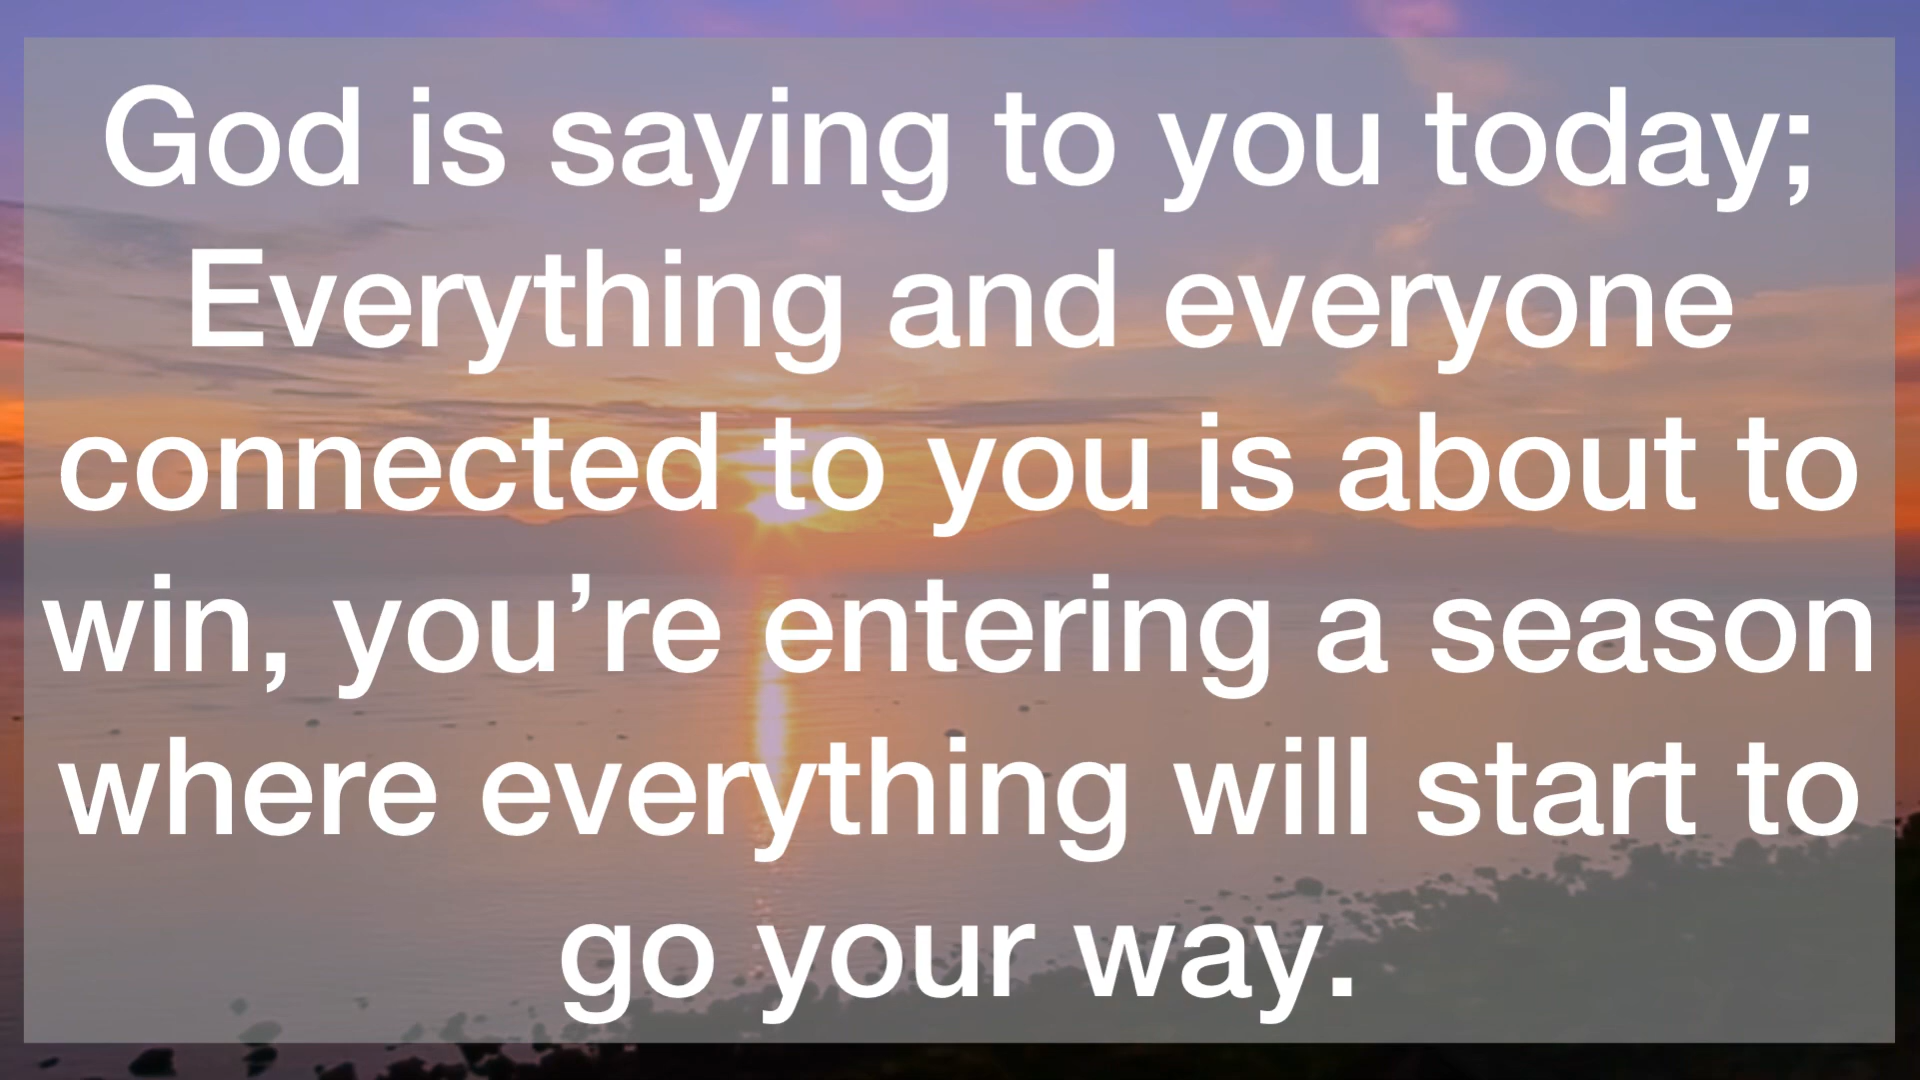 God is saying to you today;
Everything and everyone
connected to you is about to
win, you’re entering a season
where everything will start to
go your way.